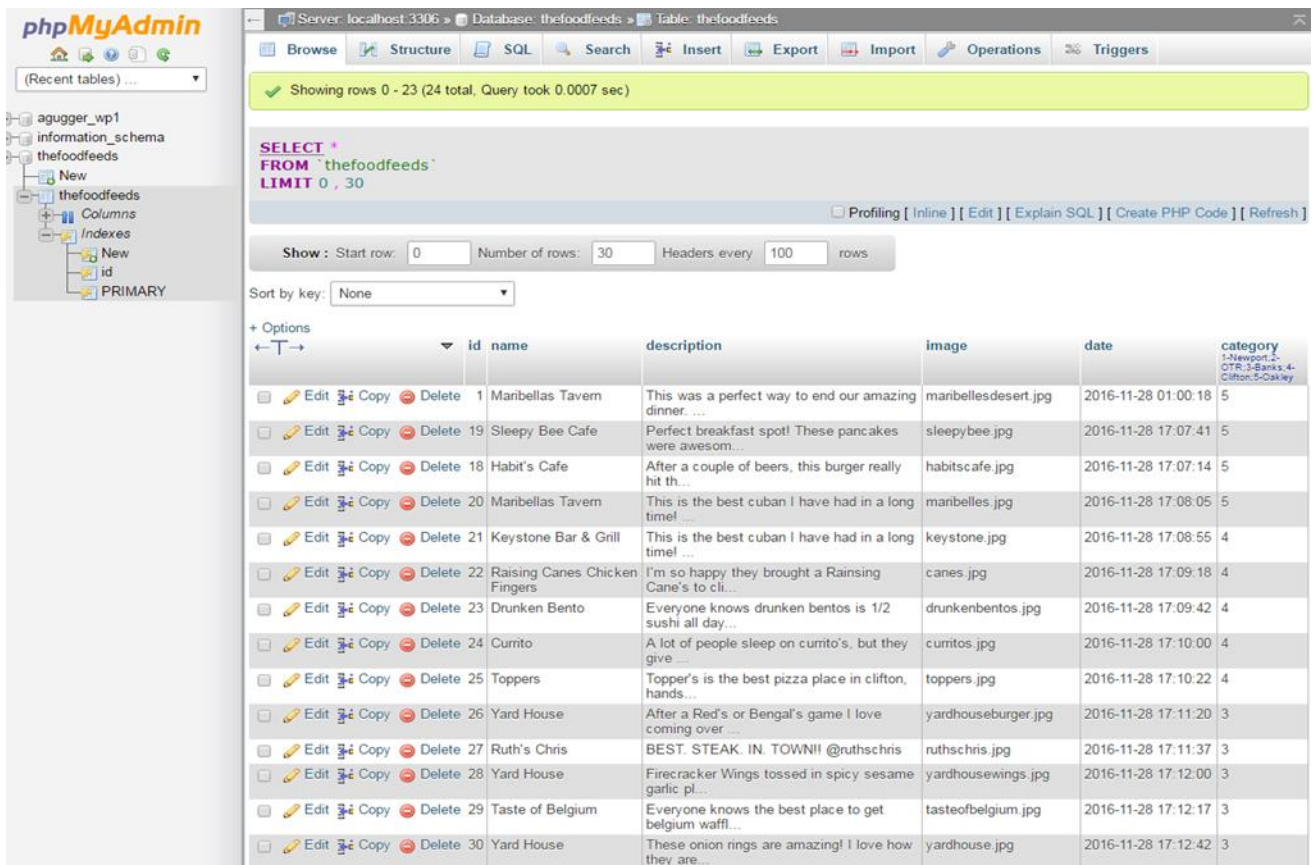 phpMyAdmin
(Recent tables) ...
agugger_wp1
information_schema
thefoodfeeds
New
thefoodfeeds
Columns
Indexes
New
id
PRIMARY
Server: localhost:3306 » Database: thefoodfeeds » Table: thefoodfeeds
Browse Structure SQL Search Insert Export Import Operations Triggers
Showing rows 0 - 23 (24 total, Query took 0.0007 sec)
SELECT *
FROM `thefoodfeeds`
LIMIT 0 , 30
Profiling [ Inline ] [ Edit ] [ Explain SQL ] [ Create PHP Code ] [ Refresh ]
Show : Start row: 0 Number of rows: 30 Headers every 100 rows
Sort by key: None
+ Options
←T→ id name description image date category
1-Newport;2-
OTR;3-Banks;4-
Clifton;5-Oakley
Edit Copy Delete 1 Maribellas Tavern This was a perfect way to end our amazing maribellesdesert.jpg 2016-11-28 01:00:18 5
dinner. ...
Edit Copy Delete 19 Sleepy Bee Cafe Perfect breakfast spot! These pancakes sleepybee.jpg 2016-11-28 17:07:41 5
were awesom...
Edit Copy Delete 18 Habit's Cafe After a couple of beers, this burger really habitscafe.jpg 2016-11-28 17:07:14 5
hit th...
Edit Copy Delete 20 Maribellas Tavern This is the best cuban I have had in a long maribelles.jpg 2016-11-28 17:08:05 5
time! ...
Edit Copy Delete 21 Keystone Bar & Grill This is the best cuban I have had in a long keystone.jpg 2016-11-28 17:08:55 4
time! ...
Edit Copy Delete 22 Raising Canes Chicken I'm so happy they brought a Rainsing canes.jpg 2016-11-28 17:09:18 4
Fingers Cane's to cli...
Edit Copy Delete 23 Drunken Bento Everyone knows drunken bentos is 1/2 drunkenbentos.jpg 2016-11-28 17:09:42 4
sushi all day...
Edit Copy Delete 24 Currito A lot of people sleep on currito's, but they curritos.jpg 2016-11-28 17:10:00 4
give ...
Edit Copy Delete 25 Toppers Topper's is the best pizza place in clifton, toppers.jpg 2016-11-28 17:10:22 4
hands...
Edit Copy Delete 26 Yard House After a Red's or Bengal's game I love yardhouseburger.jpg 2016-11-28 17:11:20 3
coming over ...
Edit Copy Delete 27 Ruth's Chris BEST. STEAK. IN. TOWN!! @ruthschris ruthschris.jpg 2016-11-28 17:11:37 3
Edit Copy Delete 28 Yard House Firecracker Wings tossed in spicy sesame yardhousewings.jpg 2016-11-28 17:12:00 3
garlic pl...
Edit Copy Delete 29 Taste of Belgium Everyone knows the best place to get tasteofbelgium.jpg 2016-11-28 17:12:17 3
belgium waffl...
Edit Copy Delete 30 Yard House These onion rings are amazing! I love how yardhouse.jpg 2016-11-28 17:12:42 3
they are...